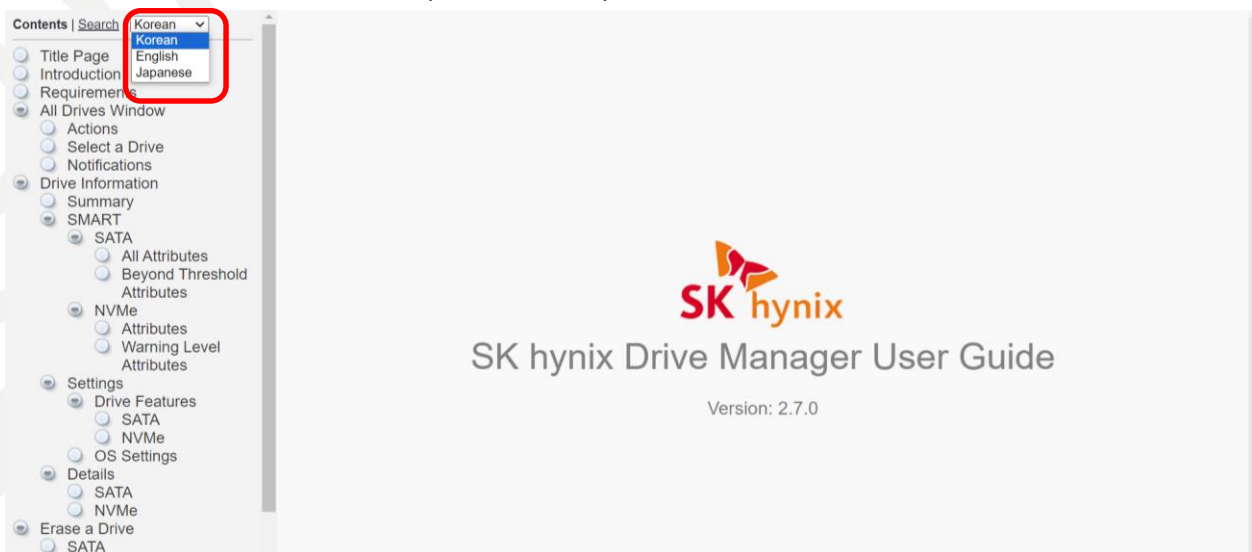 Contents | Search | Korean
Korean
English
Japanese
Title Page
Introduction
Requirements
All Drives Window
Actions
Select a Drive
Notifications
Drive Information
Summary
SMART
SATA
All Attributes
Beyond Threshold
Attributes
NVMe
Attributes
Warning Level
Attributes
Settings
Drive Features
SATA
NVMe
OS Settings
Details
SATA
NVMe
Erase a Drive
SATA
SK hynix
SK hynix Drive Manager User Guide
Version: 2.7.0